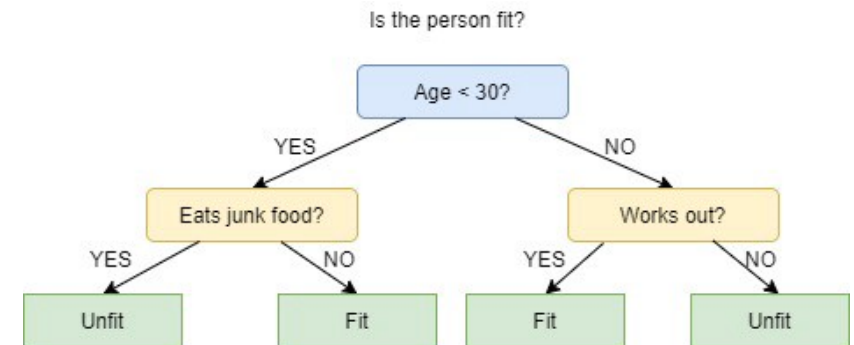 Is the person fit?
Age < 30?
YES
NO
Eats junk food?
Works out?
YES
NO
YES
NO
Unfit
Fit
Fit
Unfit